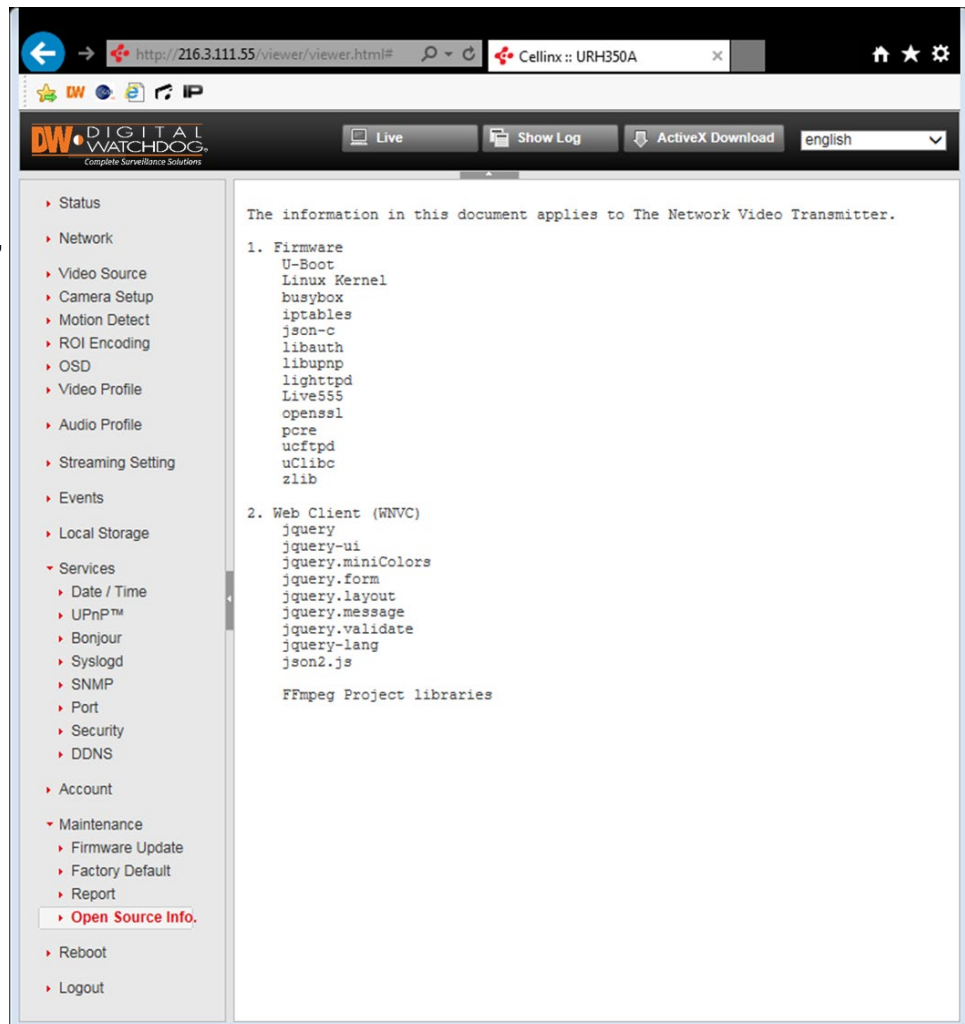 http://216.3.111.55/viewer/viewer.html#
Cellinx :: URH350A
DW
IP
DW DIGITAL
WATCHDOG®
Complete Surveillance Solutions
Live
Show Log
ActiveX Download
english
Status
Network
Video Source
Camera Setup
Motion Detect
ROI Encoding
OSD
Video Profile
Audio Profile
Streaming Setting
Events
Local Storage
Services
Date / Time
UPnP™
Bonjour
Syslogd
SNMP
Port
Security
DDNS
Account
Maintenance
Firmware Update
Factory Default
Report
Open Source Info.
Reboot
Logout
The information in this document applies to The Network Video Transmitter.
1. Firmware
U-Boot
Linux Kernel
busybox
iptables
json-c
libauth
libupnp
lighttpd
Live555
openssl
pcre
ucftpd
uClibc
zlib
2. Web Client (WNVC)
jquery
jquery-ui
jquery.miniColors
jquery.form
jquery.layout
jquery.message
jquery.validate
jquery-lang
json2.js
FFmpeg Project libraries